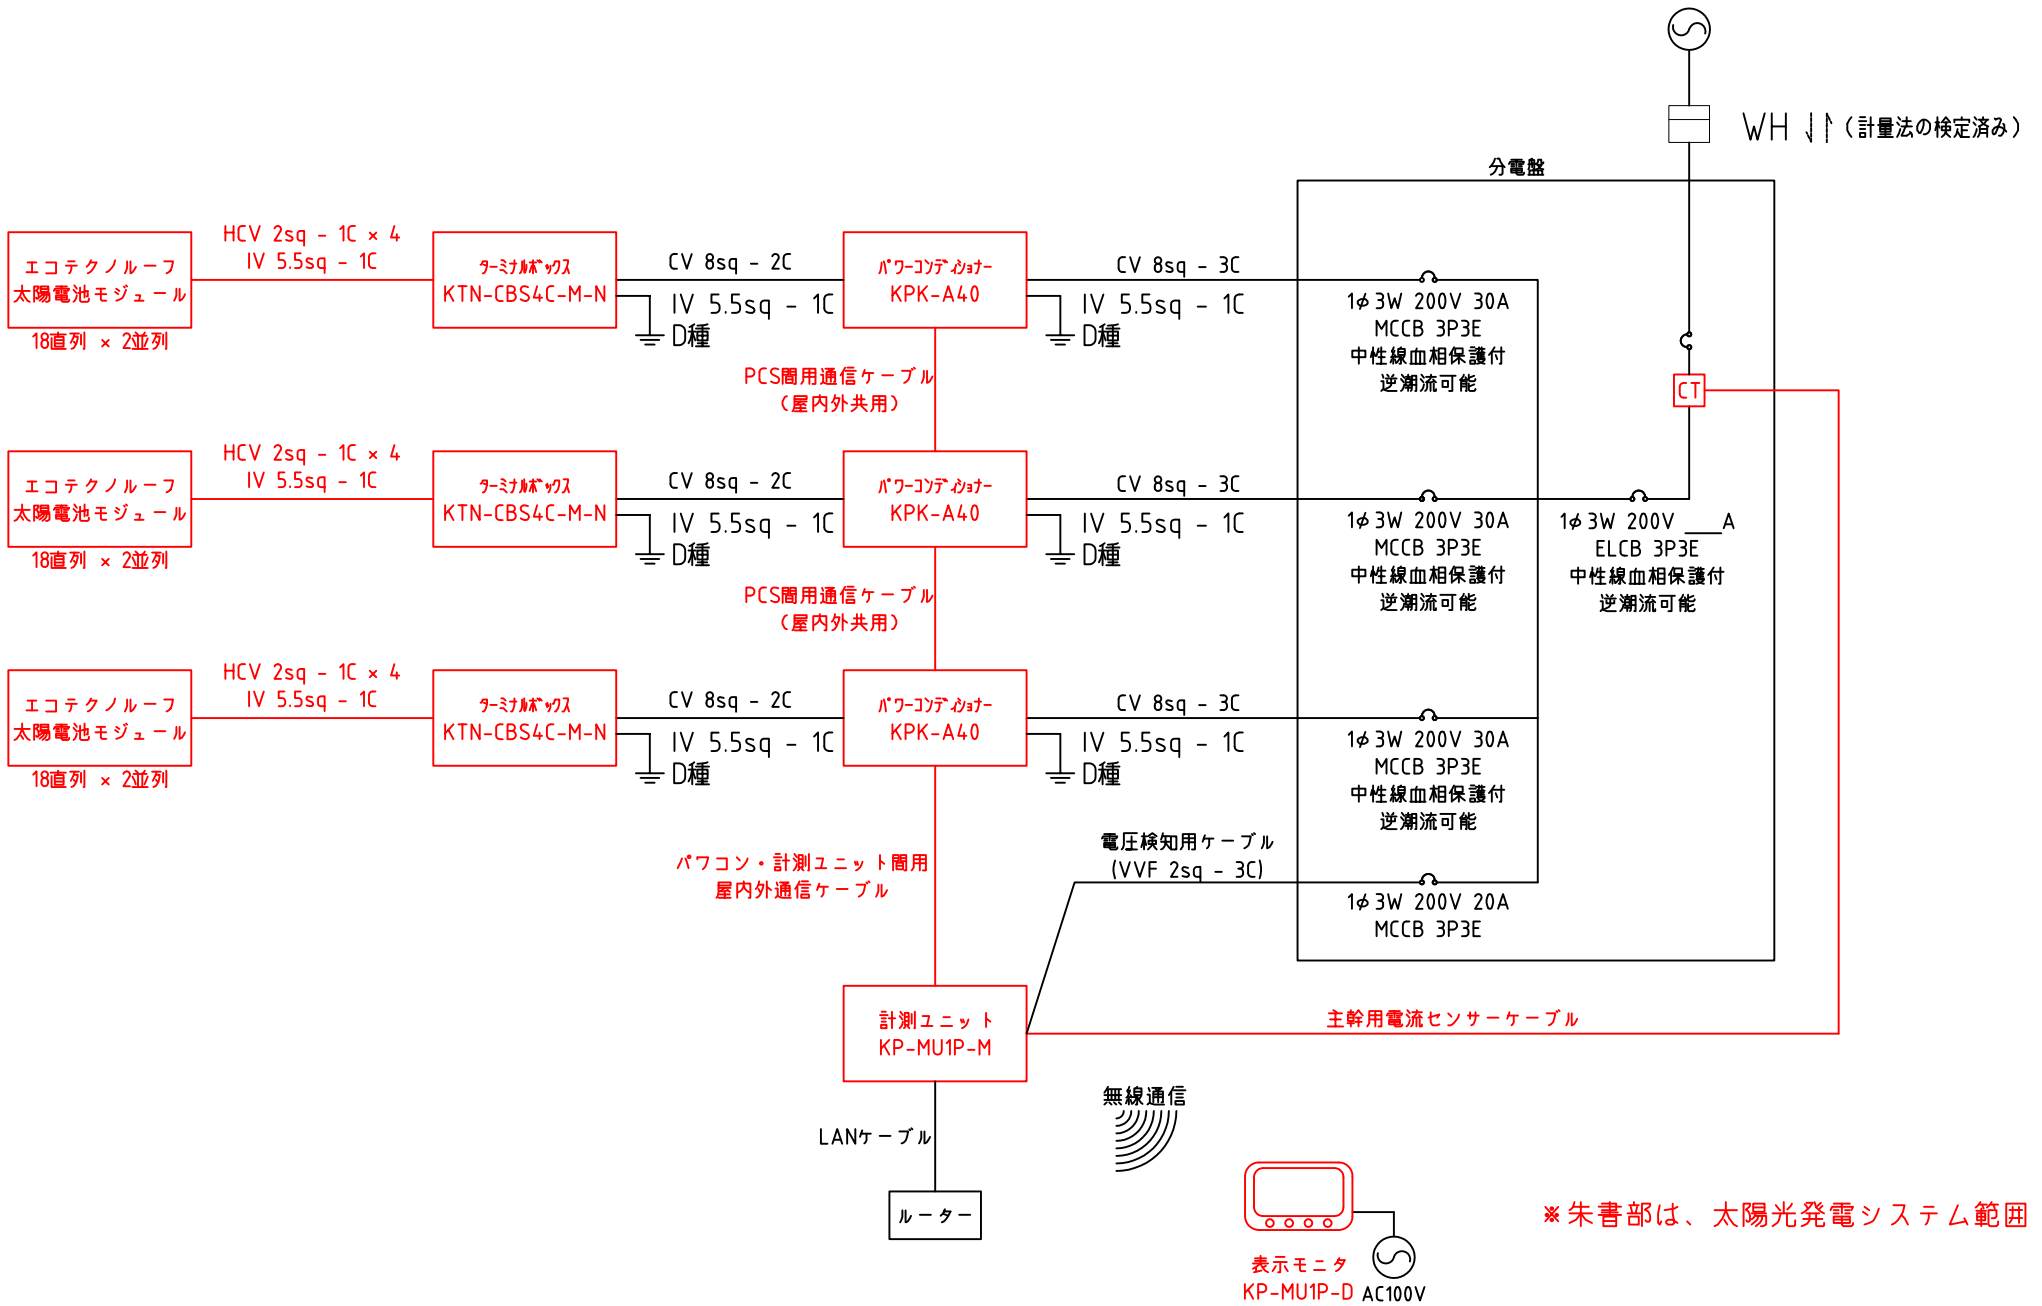 WH ⇃↾ (計量法の検定済み)
分電盤
エコテクノルーフ
太陽電池モジュール
18直列 × 2並列
HCV 2sq - 1C × 4
IV 5.5sq - 1C
ターミナルボックス
KTN-CBS4C-M-N
CV 8sq - 2C
IV 5.5sq - 1C
D種
パワーコンディショナー
KPK-A40
CV 8sq - 3C
IV 5.5sq - 1C
D種
1φ3W 200V 30A
MCCB 3P3E
中性線血相保護付
逆潮流可能
CT
PCS間用通信ケーブル
(屋内外共用)
エコテクノルーフ
太陽電池モジュール
18直列 × 2並列
HCV 2sq - 1C × 4
IV 5.5sq - 1C
ターミナルボックス
KTN-CBS4C-M-N
CV 8sq - 2C
IV 5.5sq - 1C
D種
パワーコンディショナー
KPK-A40
CV 8sq - 3C
IV 5.5sq - 1C
D種
1φ3W 200V 30A
MCCB 3P3E
中性線血相保護付
逆潮流可能
1φ3W 200V ___A
ELCB 3P3E
中性線血相保護付
逆潮流可能
PCS間用通信ケーブル
(屋内外共用)
エコテクノルーフ
太陽電池モジュール
18直列 × 2並列
HCV 2sq - 1C × 4
IV 5.5sq - 1C
ターミナルボックス
KTN-CBS4C-M-N
CV 8sq - 2C
IV 5.5sq - 1C
D種
パワーコンディショナー
KPK-A40
CV 8sq - 3C
IV 5.5sq - 1C
D種
1φ3W 200V 30A
MCCB 3P3E
中性線血相保護付
逆潮流可能
パワコン・計測ユニット間用
屋内外通信ケーブル
電圧検知用ケーブル
(VVF 2sq - 3C)
1φ3W 200V 20A
MCCB 3P3E
計測ユニット
KP-MU1P-M
主幹用電流センサーケーブル
無線通信
LANケーブル
ルーター
表示モニタ
KP-MU1P-D
AC100V
※朱書部は、太陽光発電システム範囲